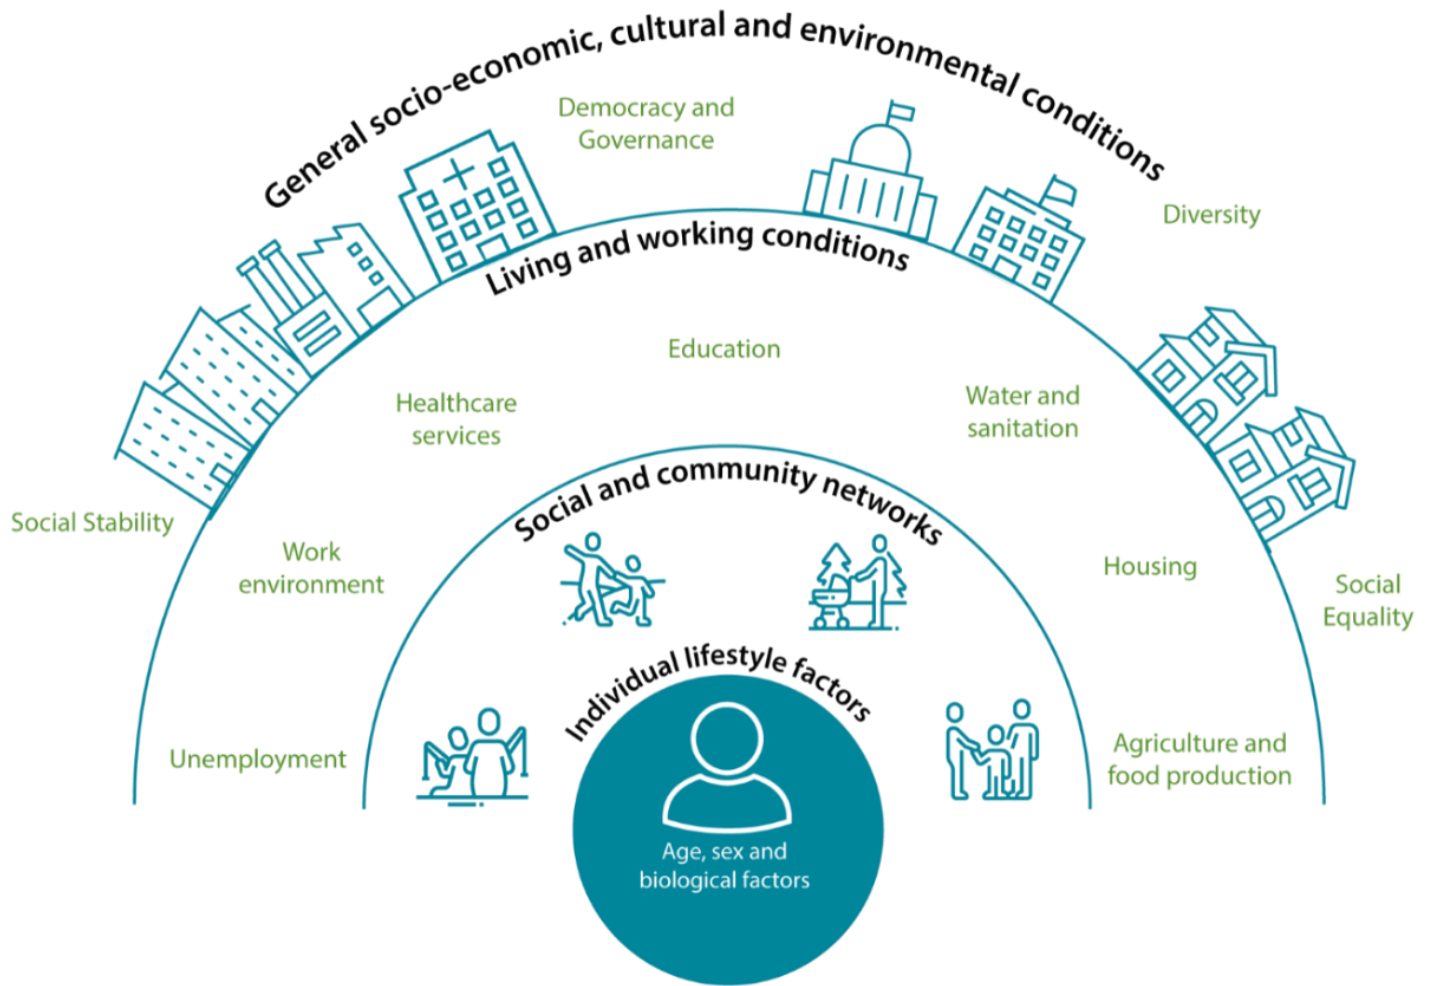 General socio-economic, cultural and environmental conditions
Democracy and
Governance
Diversity
Living and working conditions
Education
Healthcare
services
Water and
sanitation
Social and community networks
Social Stability
Work
environment
Housing
Social
Equality
Individual lifestyle factors
Unemployment
Agriculture and
food production
Age, sex and
biological factors